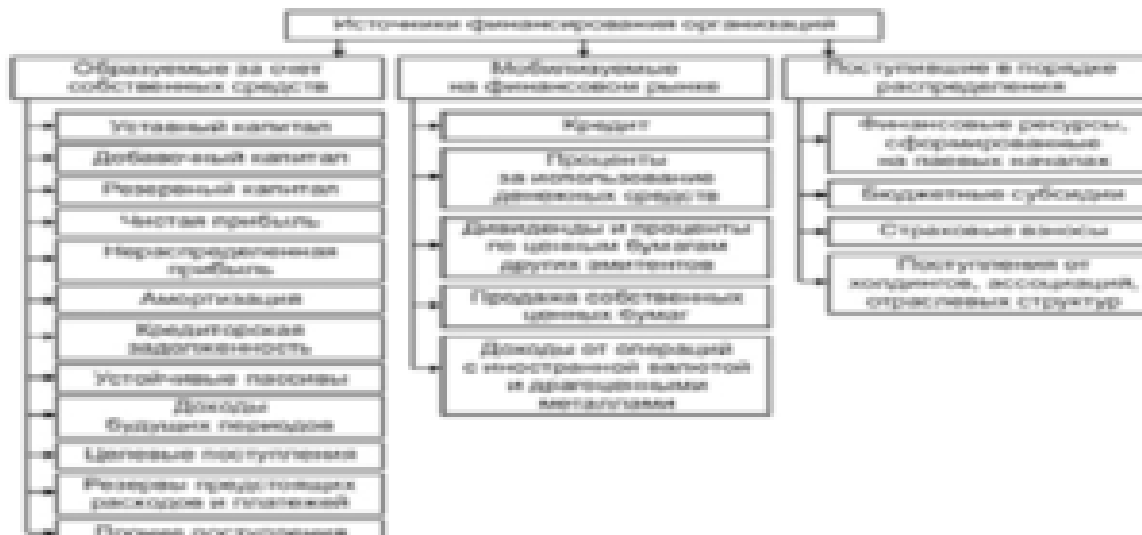 Источники финансирования организаций
Образуемые за счет
собственных средств
Уставный капитал
Добавочный капитал
Резервный капитал
Чистая прибыль
Нераспределенная
прибыль
Амортизация
Кредиторская
задолженность
Устойчивые пассивы
Доходы
будущих периодов
Целевые поступления
Резервы предстоящих
расходов и платежей
Прочие поступления
Мобилизуемые
на финансовом рынке
Кредит
Проценты
за использование
денежных средств
Дивиденды и проценты
по ценным бумагам
других эмитентов
Продажа собственных
ценных бумаг
Доходы от операций
с иностранной валютой
и драгоценными
металлами
Поступившие в порядке
распределения
Финансовые ресурсы,
сформированные
на паевых началах
Бюджетные субсидии
Страховые взносы
Поступления от
холдингов, ассоциаций,
отраслевых структур